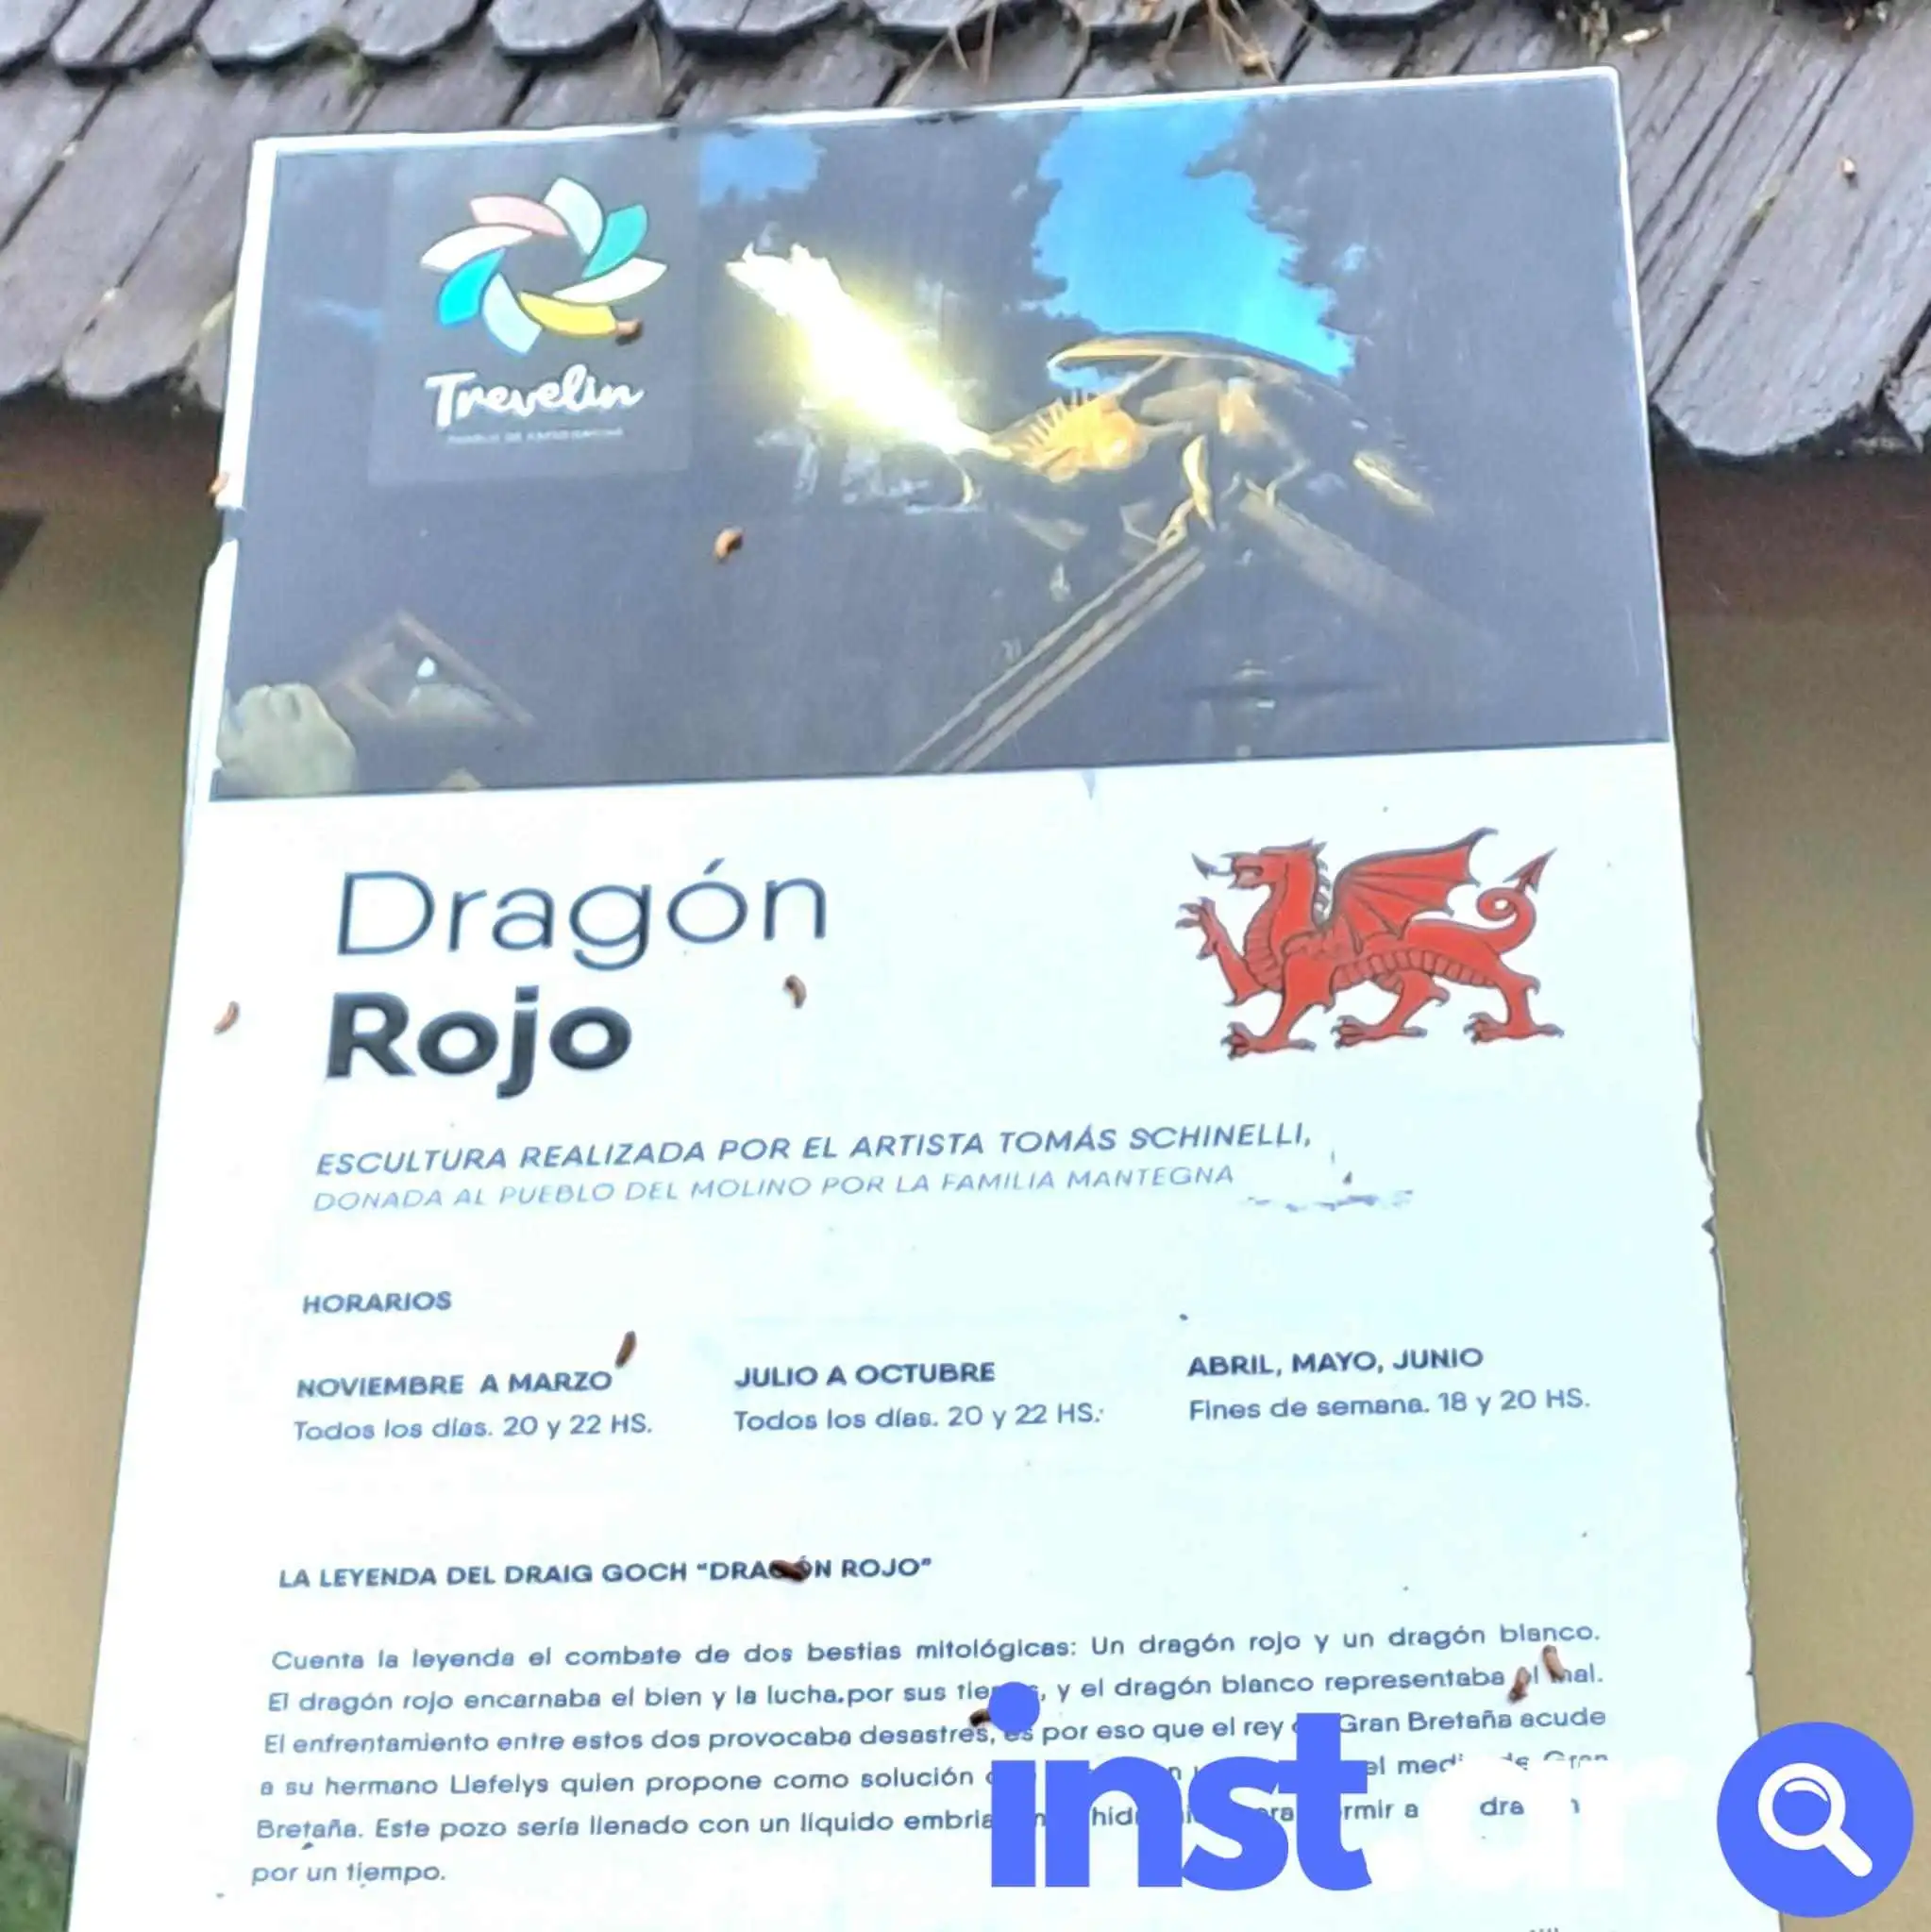 Trevelin
Dragón
Rojo
ESCULTURA REALIZADA POR EL ARTISTA TOMÁS SCHINELLI,
DONADA AL PUEBLO DEL MOLINO POR LA FAMILIA MANTEGNA
HORARIOS
NOVIEMBRE A MARZO
Todos los días. 20 y 22 HS.
JULIO A OCTUBRE
Todos los días. 20 y 22 HS.
ABRIL, MAYO, JUNIO
Fines de semana. 18 y 20 HS.
LA LEYENDA DEL DRAIG GOCH “DRAGÓN ROJO”
Cuenta la leyenda el combate de dos bestias mitológicas: Un dragón rojo y un dragón blanco.
El dragón rojo encarnaba el bien y la lucha por sus , y el dragón blanco representaba el mal.
El enfrentamiento entre estos dos provocaba desastres, es por eso que el rey Gran Bretaña acude
a su hermano Llefelys quien propone como solución el Gran
Bretaña. Este pozo sería llenado con un líquido a
por un tiempo.
inst.ar